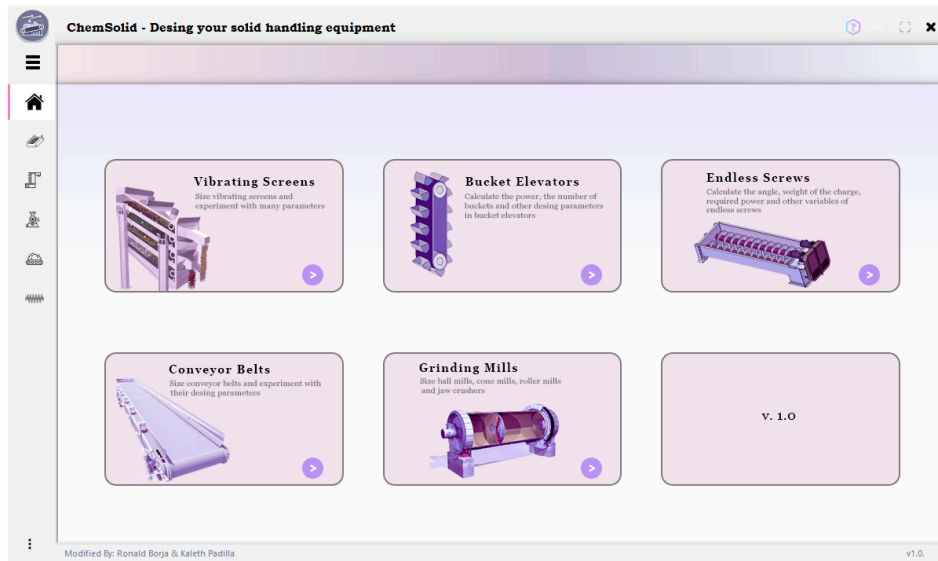 ChemSolid - Desing your solid handling equipment
Vibrating Screens
Size vibrating screens and
experiment with many parameters
Bucket Elevators
Calculate the power, the number of
buckets and other desing parameters
in bucket elevators
Endless Screws
Calculate the angle, weight of the charge,
required power and other variables of
endless screws
Conveyor Belts
Size conveyor belts and experiment with
their desing parameters
Grinding Mills
Size ball mills, cone mills, roller mills
and jaw crushers
v. 1.0
Modified By: Ronald Borja & Kaleth Padilla
v1.0.